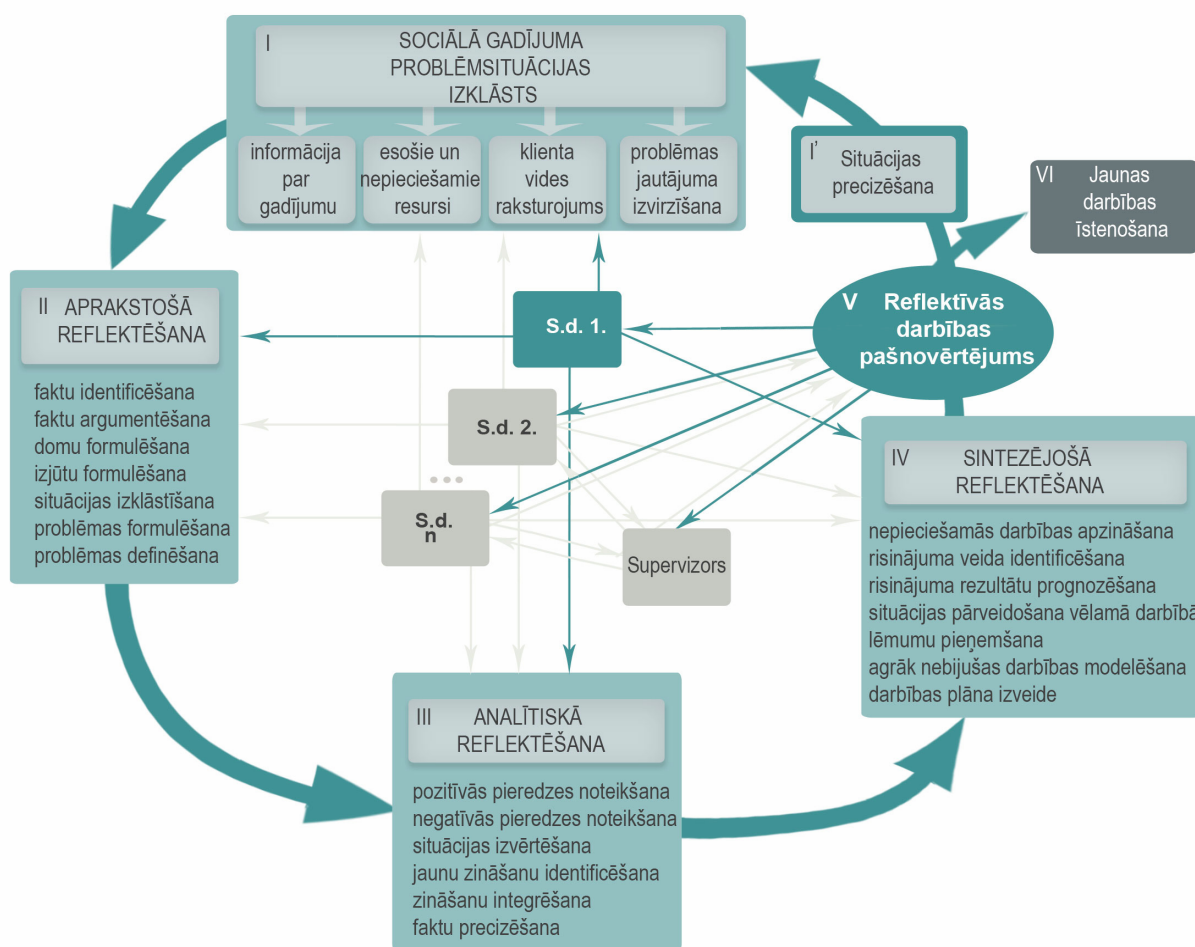 I SOCIĀLĀ GADĪJUMA
PROBLĒMSITUĀCIJAS
IZKLĀSTS
informācija
par
gadījumu
esošie un
nepieciešamie
resursi
klienta
vides
raksturojums
problēmas
jautājuma
izvirzīšana
I' Situācijas
precizēšana
VI Jaunas
darbības
īstenošana
II APRAKSTOŠĀ
REFLEKTĒŠANA
faktu identificēšana
faktu argumentēšana
domu formulēšana
izjūtu formulēšana
situācijas izklāstīšana
problēmas formulēšana
problēmas definēšana
S.d. 1.
S.d. 2.
...
S.d.
n
Supervizors
V Reflektīvās
darbības
pašnovērtējums
IV SINTEZĒJOŠĀ
REFLEKTĒŠANA
nepieciešamās darbības apzināšana
risinājuma veida identificēšana
risinājuma rezultātu prognozēšana
situācijas pārveidošana vēlamā darbībā
lēmumu pieņemšana
agrāk nebijušas darbības modelēšana
darbības plāna izveide
III ANALĪTISKĀ
REFLEKTĒŠANA
pozitīvās pieredzes noteikšana
negatīvās pieredzes noteikšana
situācijas izvērtēšana
jaunu zināšanu identificēšana
zināšanu integrēšana
faktu precizēšana